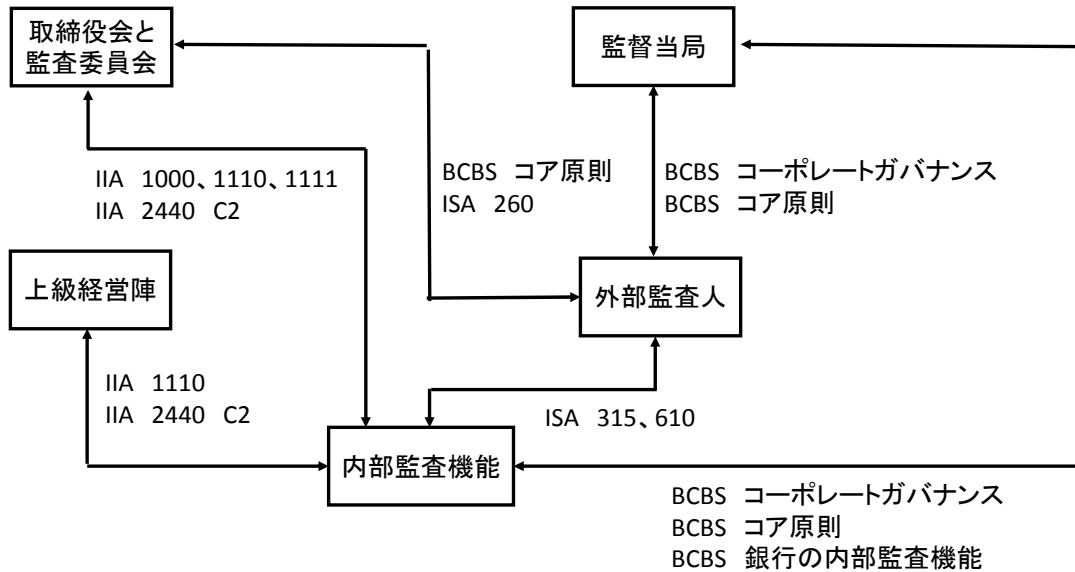 取締役会と
監査委員会
監督当局
IIA 1000、1110、1111
IIA 2440 C2
BCBS コア原則
ISA 260
BCBS コーポレートガバナンス
BCBS コア原則
上級経営陣
外部監査人
IIA 1110
IIA 2440 C2
ISA 315、610
内部監査機能
BCBS コーポレートガバナンス
BCBS コア原則
BCBS 銀行の内部監査機能